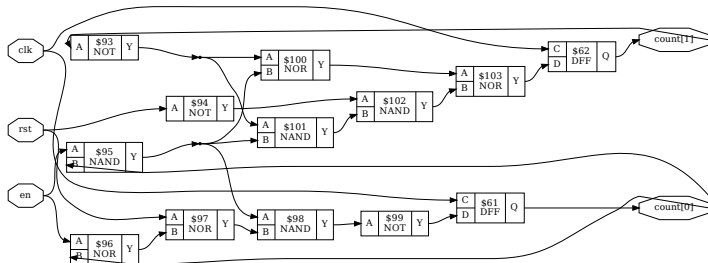 clk
rst
en
A $93 NOT Y
A $94 NOT Y
A B $95 NAND Y
A B $96 NOR Y
A B $97 NOR Y
A B $100 NOR Y
A B $101 NAND Y
A B $98 NAND Y
A B $102 NAND Y
A $99 NOT Y
A B $103 NOR Y
C D $61 DFF Q
C D $62 DFF Q
count[1]
count[0]